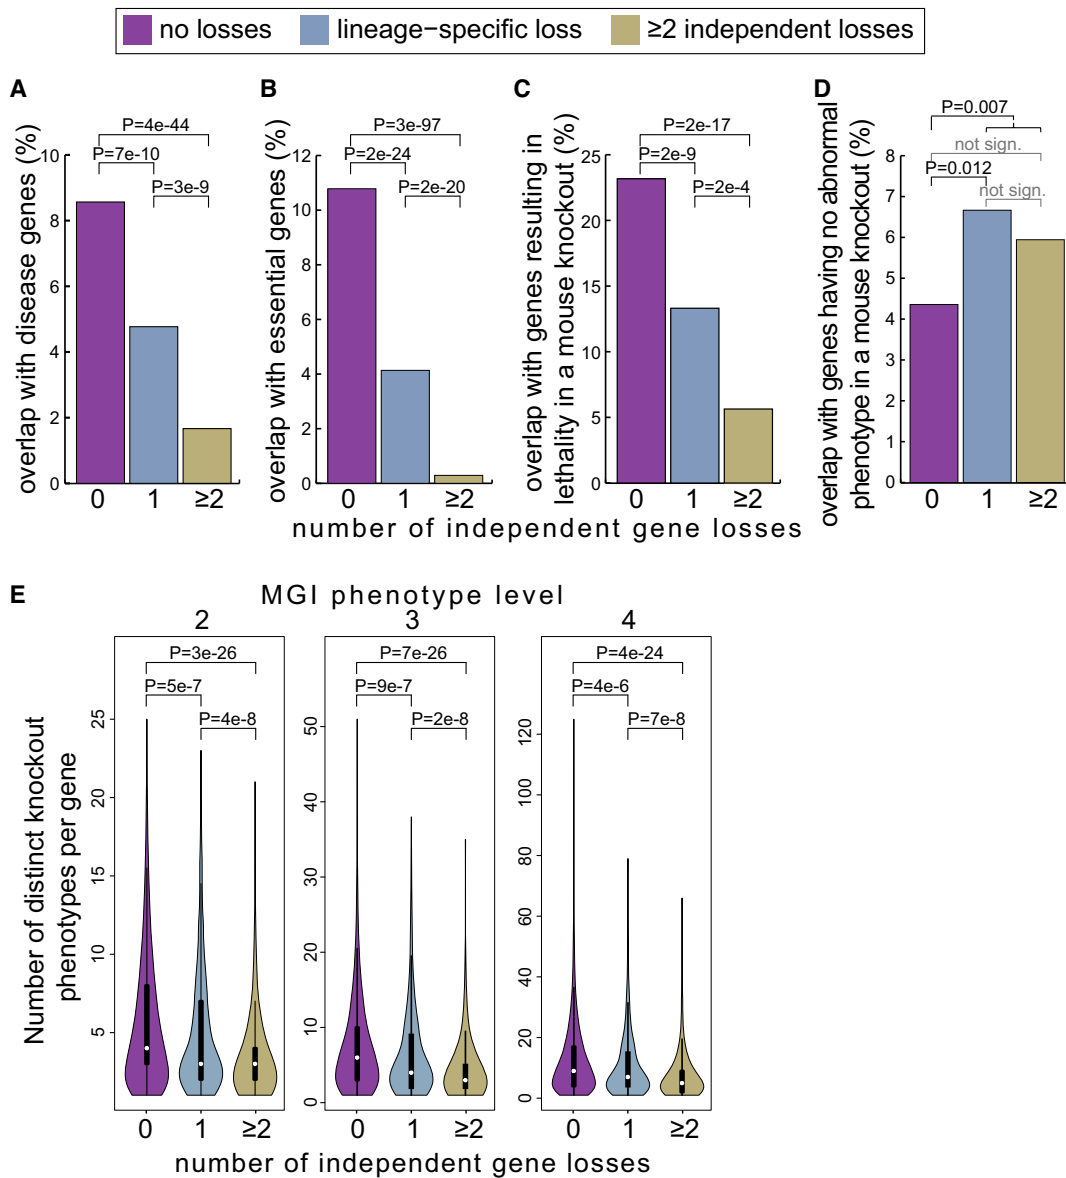 no losses lineage−specific loss ≥2 independent losses
A
overlap with disease genes (%)
P=4e-44
P=7e-10
P=3e-9
10
8
6
4
2
0
0 1 ≥2
B
overlap with essential genes (%)
P=3e-97
P=2e-24
P=2e-20
12
10
8
6
4
2
0
0 1 ≥2
C
overlap with genes resulting in
lethality in a mouse knockout (%)
P=2e-17
P=2e-9
P=2e-4
25
20
15
10
5
0
0 1 ≥2
D
overlap with genes having no abnormal
phenotype in a mouse knockout (%)
P=0.007
not sign.
P=0.012
not sign.
8
7
6
5
4
3
2
1
0
0 1 ≥2
number of independent gene losses
E
MGI phenotype level
2 3 4
Number of distinct knockout
phenotypes per gene
P=3e-26
P=5e-7
P=4e-8
25
20
15
10
5
0 1 ≥2
P=7e-26
P=9e-7
P=2e-8
50
40
30
20
10
0
0 1 ≥2
P=4e-24
P=4e-6
P=7e-8
120
100
80
60
40
20
0
0 1 ≥2
number of independent gene losses